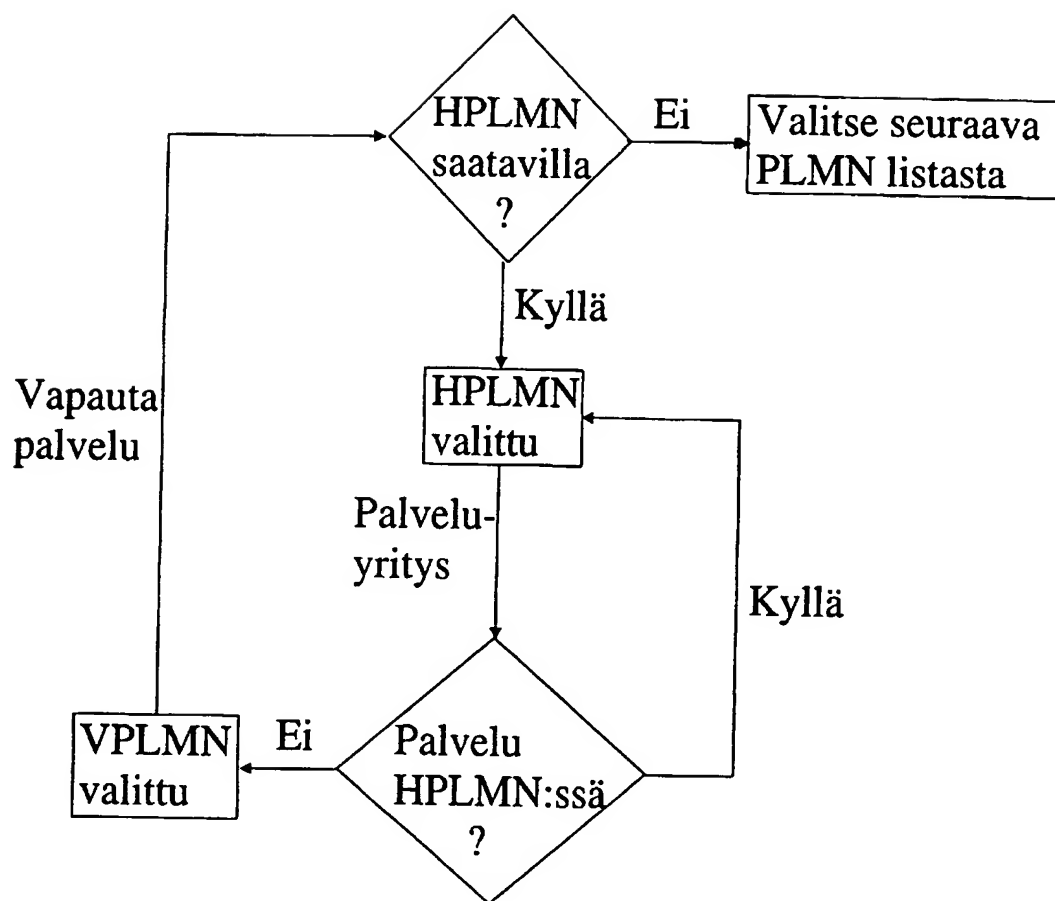 HPLMN
saatavilla
?
Ei
Valitse seuraava
PLMN listasta
Kyllä
HPLMN
valittu
Vapauta
palvelu
Palvelu-
yritys
Kyllä
Palvelu
HPLMN:ssä
?
Ei
VPLMN
valittu